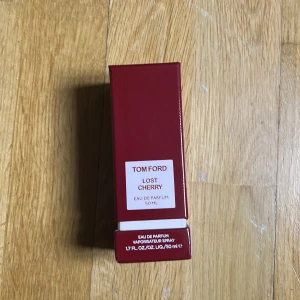 TOM FORD
LOST
CHERRY
EAU DE PARFUM
50 ML
EAU DE PARFUM
VAPORISATEUR SPRAY
1.7 FL. OZ./OZ. LIQ./50 ml ℮